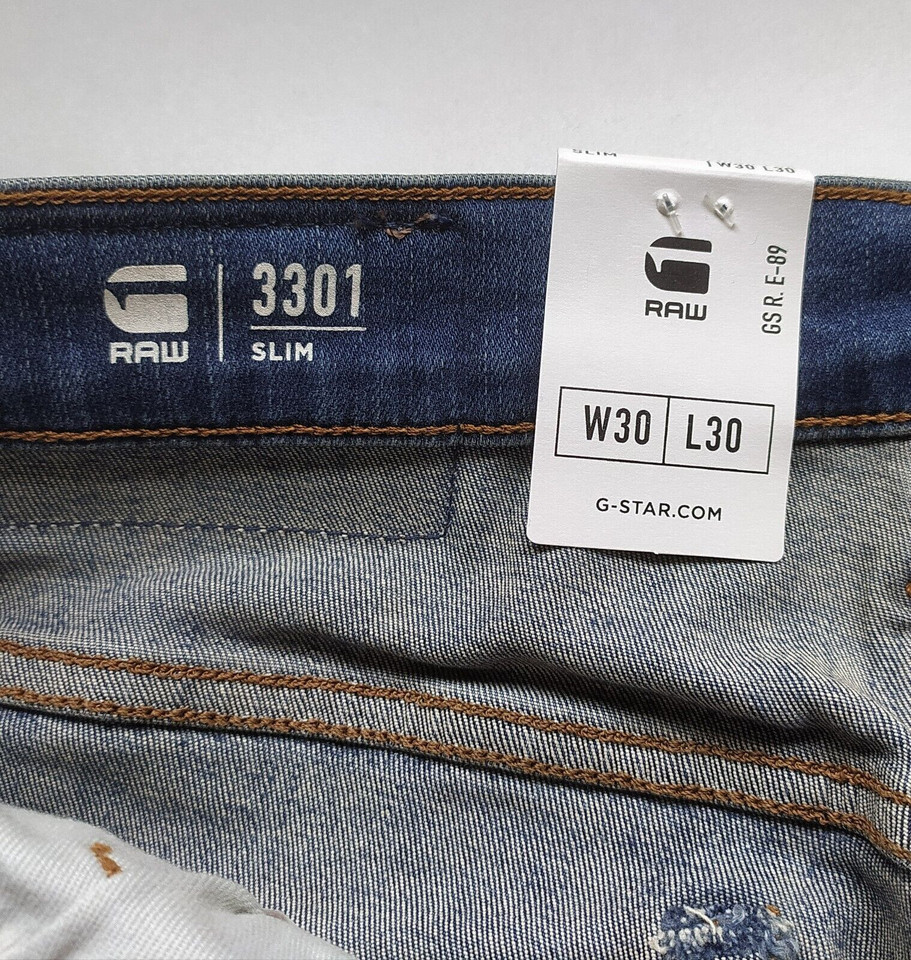 RAW
3301
SLIM
SLIM
W30 L30
RAW
GS R. E-89
W30 L30
G-STAR.COM